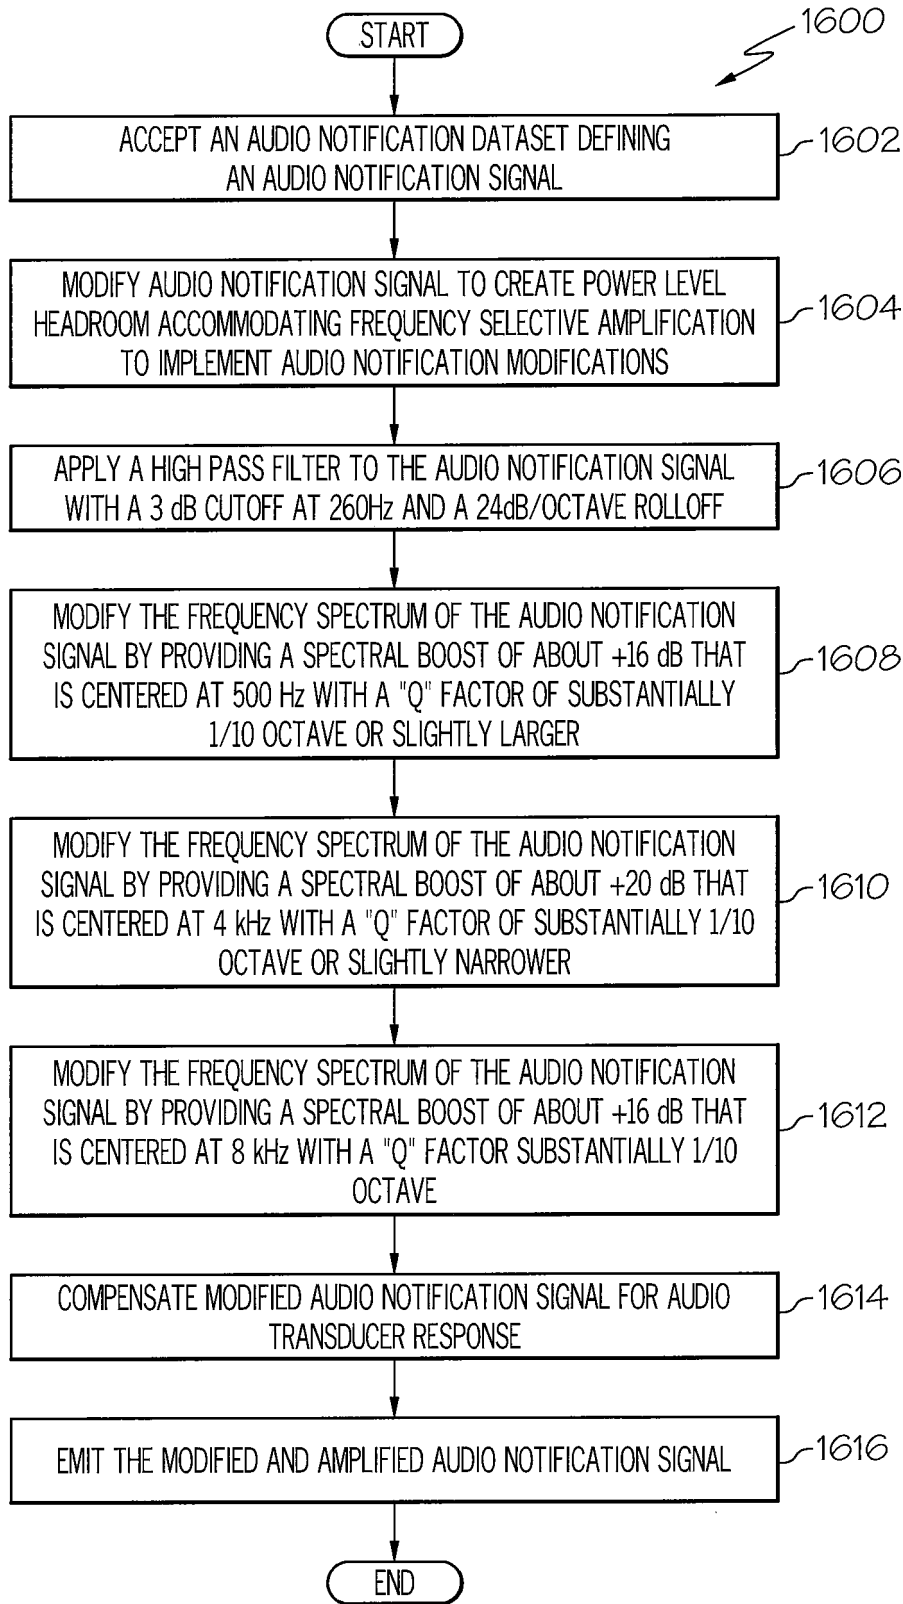 START
1600
ACCEPT AN AUDIO NOTIFICATION DATASET DEFINING
AN AUDIO NOTIFICATION SIGNAL
1602
MODIFY AUDIO NOTIFICATION SIGNAL TO CREATE POWER LEVEL
HEADROOM ACCOMMODATING FREQUENCY SELECTIVE AMPLIFICATION
TO IMPLEMENT AUDIO NOTIFICATION MODIFICATIONS
1604
APPLY A HIGH PASS FILTER TO THE AUDIO NOTIFICATION SIGNAL
WITH A 3 dB CUTOFF AT 260Hz AND A 24dB/OCTAVE ROLLOFF
1606
MODIFY THE FREQUENCY SPECTRUM OF THE AUDIO NOTIFICATION
SIGNAL BY PROVIDING A SPECTRAL BOOST OF ABOUT +16 dB THAT
IS CENTERED AT 500 Hz WITH A "Q" FACTOR OF SUBSTANTIALLY
1/10 OCTAVE OR SLIGHTLY LARGER
1608
MODIFY THE FREQUENCY SPECTRUM OF THE AUDIO NOTIFICATION
SIGNAL BY PROVIDING A SPECTRAL BOOST OF ABOUT +20 dB THAT
IS CENTERED AT 4 kHz WITH A "Q" FACTOR OF SUBSTANTIALLY 1/10
OCTAVE OR SLIGHTLY NARROWER
1610
MODIFY THE FREQUENCY SPECTRUM OF THE AUDIO NOTIFICATION
SIGNAL BY PROVIDING A SPECTRAL BOOST OF ABOUT +16 dB THAT
IS CENTERED AT 8 kHz WITH A "Q" FACTOR SUBSTANTIALLY 1/10
OCTAVE
1612
COMPENSATE MODIFIED AUDIO NOTIFICATION SIGNAL FOR AUDIO
TRANSDUCER RESPONSE
1614
EMIT THE MODIFIED AND AMPLIFIED AUDIO NOTIFICATION SIGNAL
1616
END